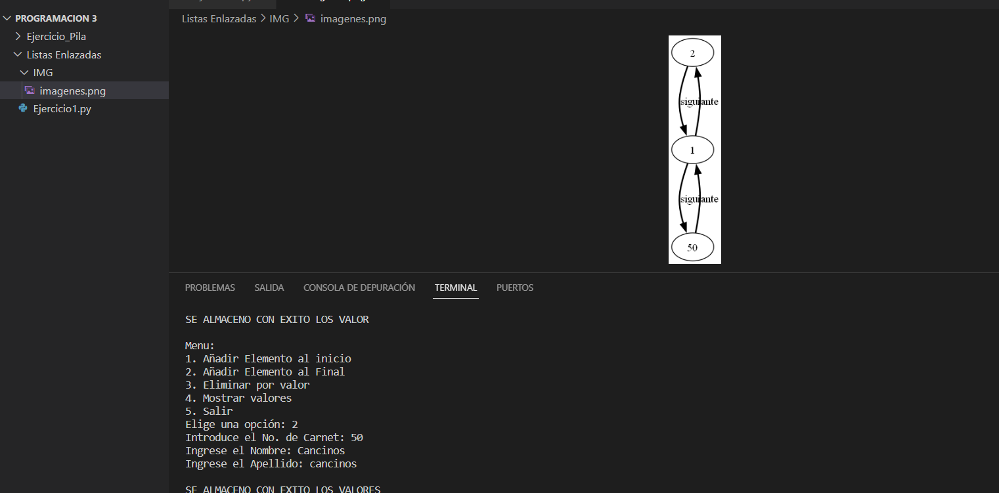 PROGRAMACION 3
Ejercicio_Pila
Listas Enlazadas
IMG
imagenes.png
Ejercicio1.py
Listas Enlazadas > IMG > imagenes.png
2
siguiante
1
siguiante
50
PROBLEMAS SALIDA CONSOLA DE DEPURACIÓN TERMINAL PUERTOS
SE ALMACENO CON EXITO LOS VALOR
Menu:
1. Añadir Elemento al inicio
2. Añadir Elemento al Final
3. Eliminar por valor
4. Mostrar valores
5. Salir
Elige una opción: 2
Introduce el No. de Carnet: 50
Ingrese el Nombre: Cancinos
Ingrese el Apellido: cancinos
SE ALMACENO CON EXITO LOS VALORES